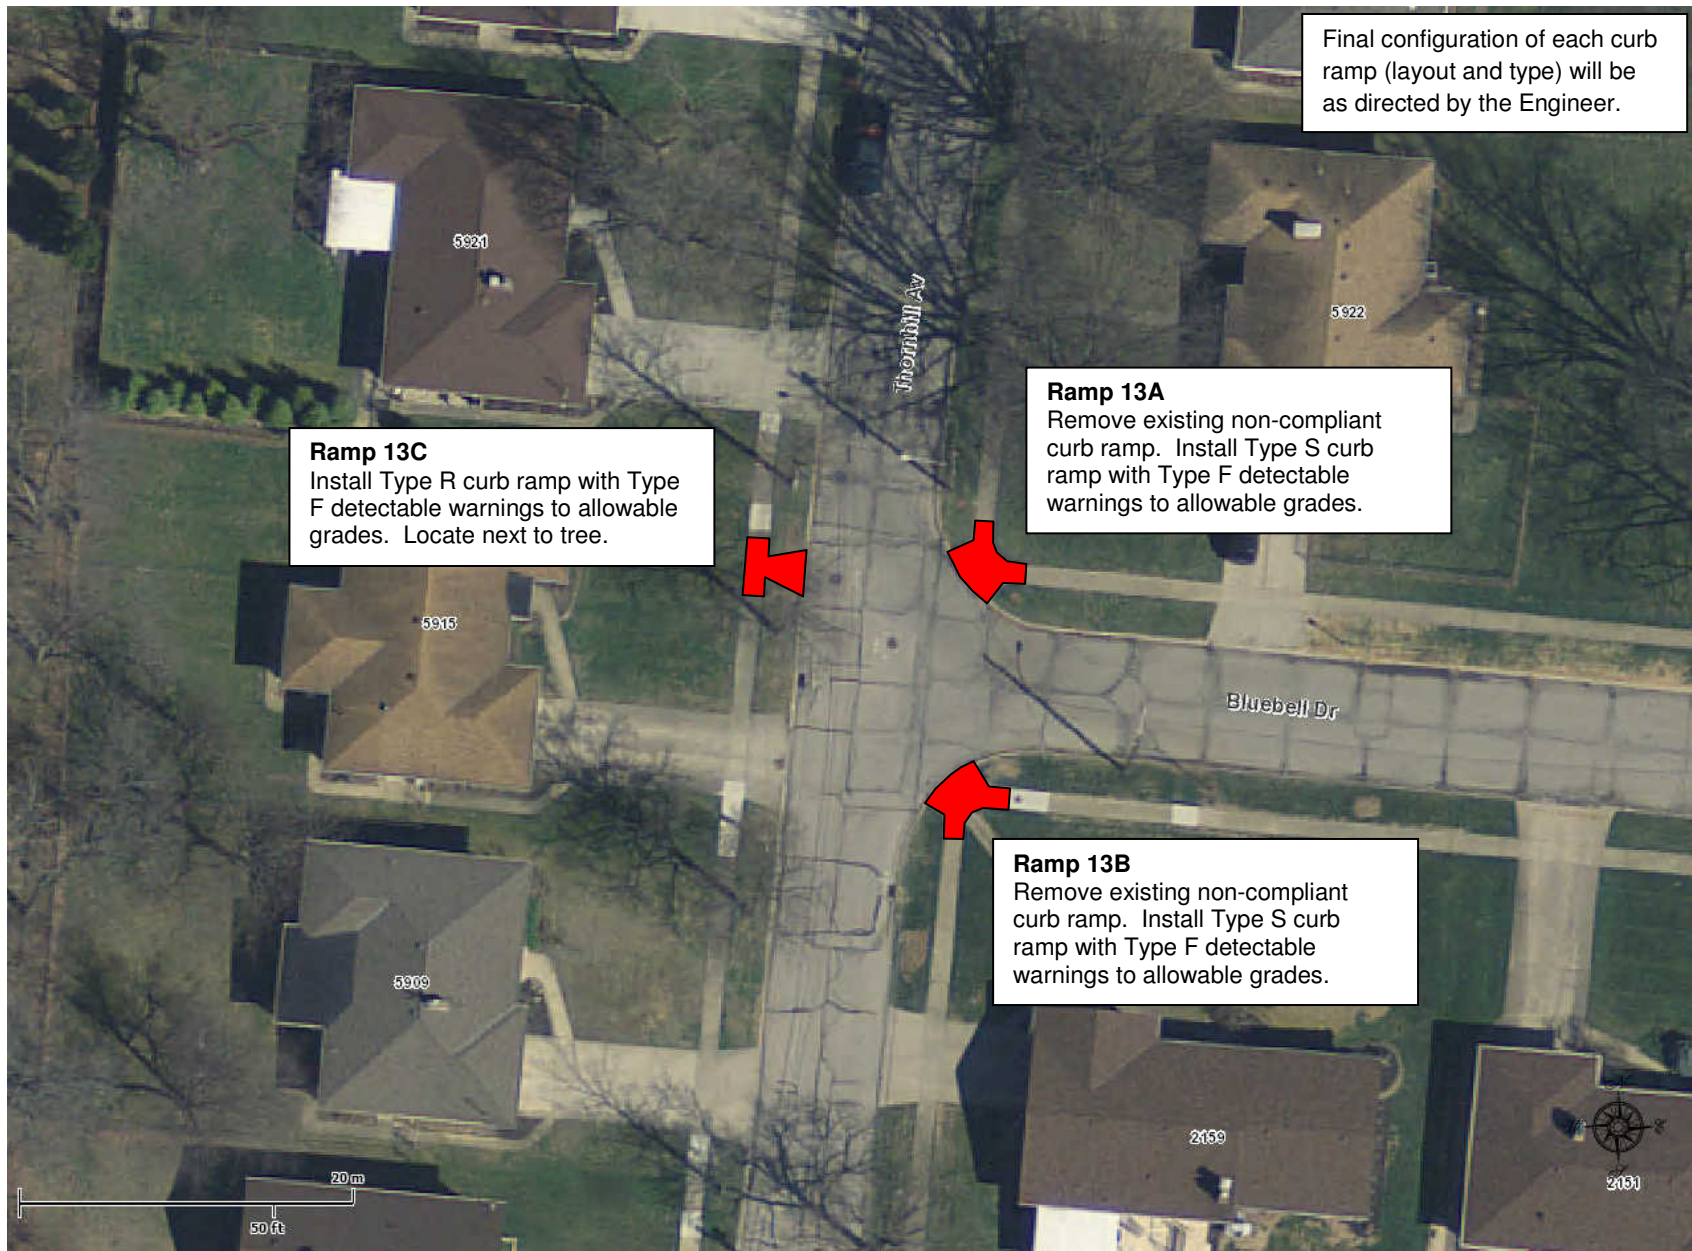 Final configuration of each curb
ramp (layout and type) will be
as directed by the Engineer.
5921
5922
Thornhill Av
Ramp 13A
Remove existing non-compliant
curb ramp.  Install Type S curb
ramp with Type F detectable
warnings to allowable grades.
Ramp 13C
Install Type R curb ramp with Type
F detectable warnings to allowable
grades.  Locate next to tree.
5915
Bluebell Dr
Ramp 13B
Remove existing non-compliant
curb ramp.  Install Type S curb
ramp with Type F detectable
warnings to allowable grades.
5909
2159
2151
20 m
50 ft